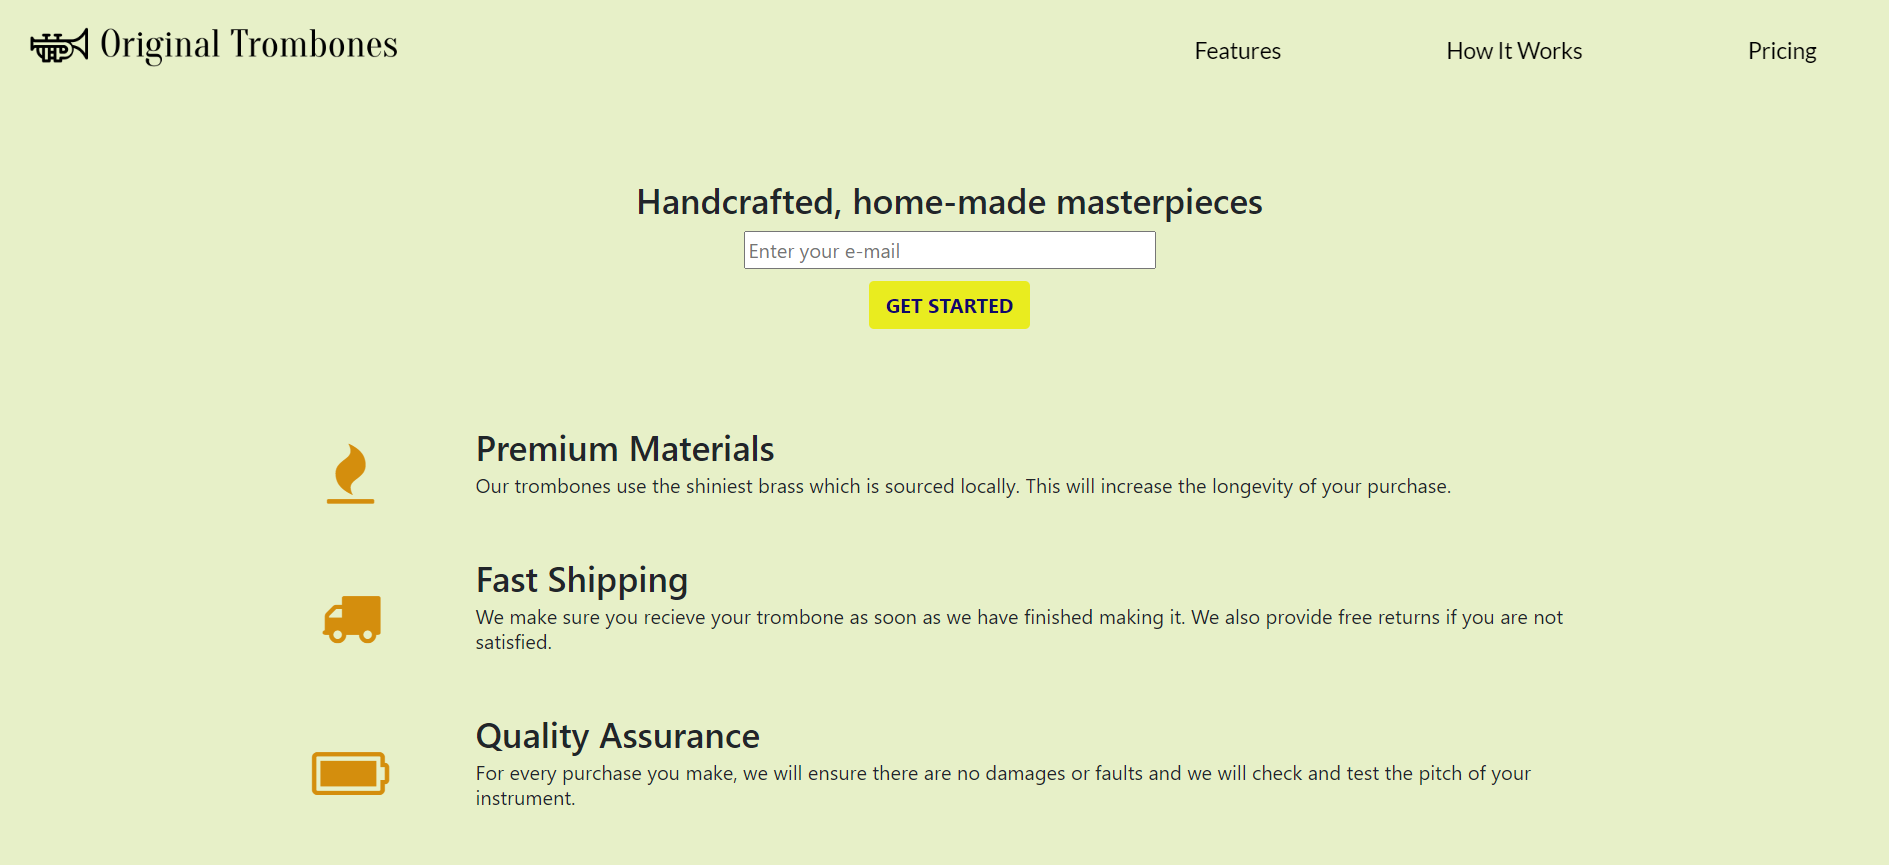 Original Trombones
Features
How It Works
Pricing
Handcrafted, home-made masterpieces
Enter your e-mail
GET STARTED
Premium Materials
Our trombones use the shiniest brass which is sourced locally. This will increase the longevity of your purchase.
Fast Shipping
We make sure you recieve your trombone as soon as we have finished making it. We also provide free returns if you are not
satisfied.
Quality Assurance
For every purchase you make, we will ensure there are no damages or faults and we will check and test the pitch of your
instrument.